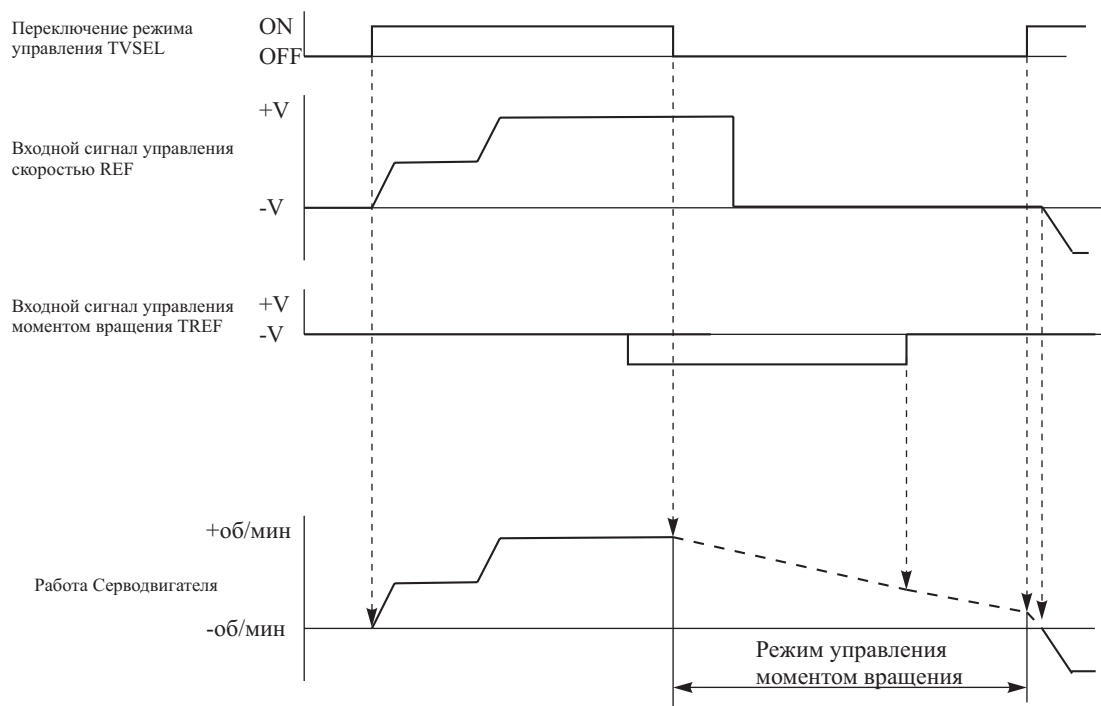 Переключение режима
управления TVSEL
ON
OFF
+V
Входной сигнал управления
скоростью REF
-V
Входной сигнал управления
моментом вращения TREF
+V
-V
+об/мин
Работа Серводвигателя
-об/мин
Режим управления
моментом вращения